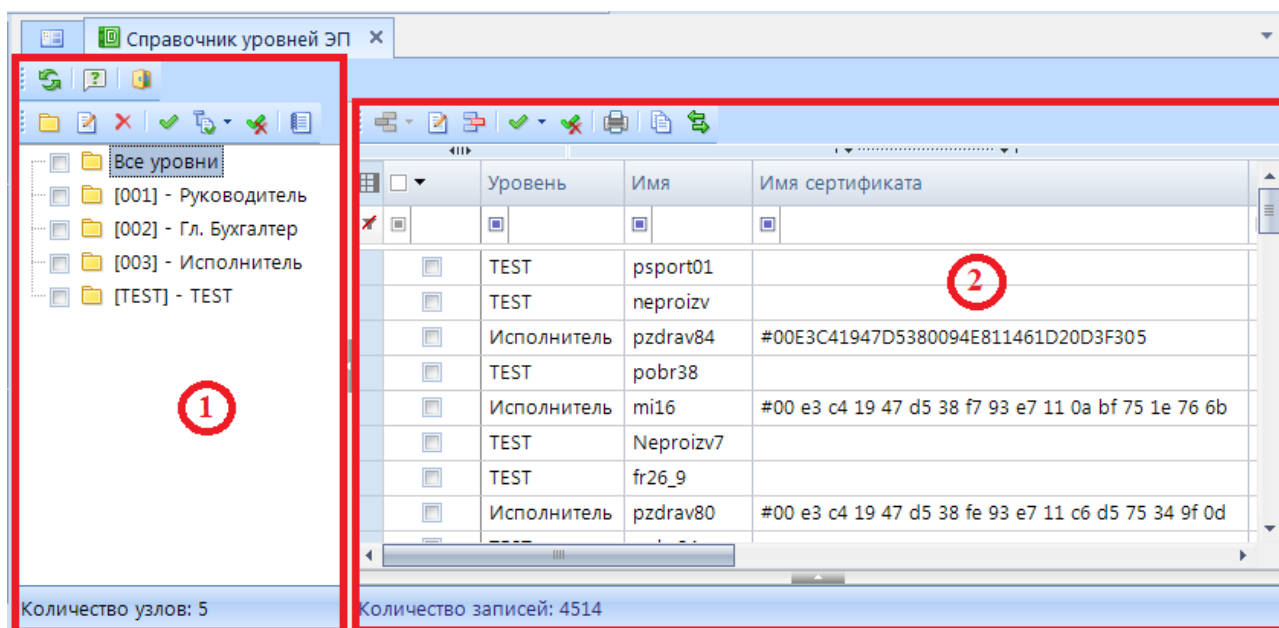 Справочник уровней ЭП
Все уровни
[001] - Руководитель
[002] - Гл. Бухгалтер
[003] - Исполнитель
[TEST] - TEST
1
Количество узлов: 5
Уровень Имя Имя сертификата
TEST psport01
2
TEST neproizv
Исполнитель pzdrav84 #00E3C41947D5380094E811461D20D3F305
TEST pobr38
Исполнитель mi16 #00 e3 c4 19 47 d5 38 f7 93 e7 11 0a bf 75 1e 76 6b
TEST Neproizv7
TEST fr26_9
Исполнитель pzdrav80 #00 e3 c4 19 47 d5 38 fe 93 e7 11 c6 d5 75 34 9f 0d
Количество записей: 4514